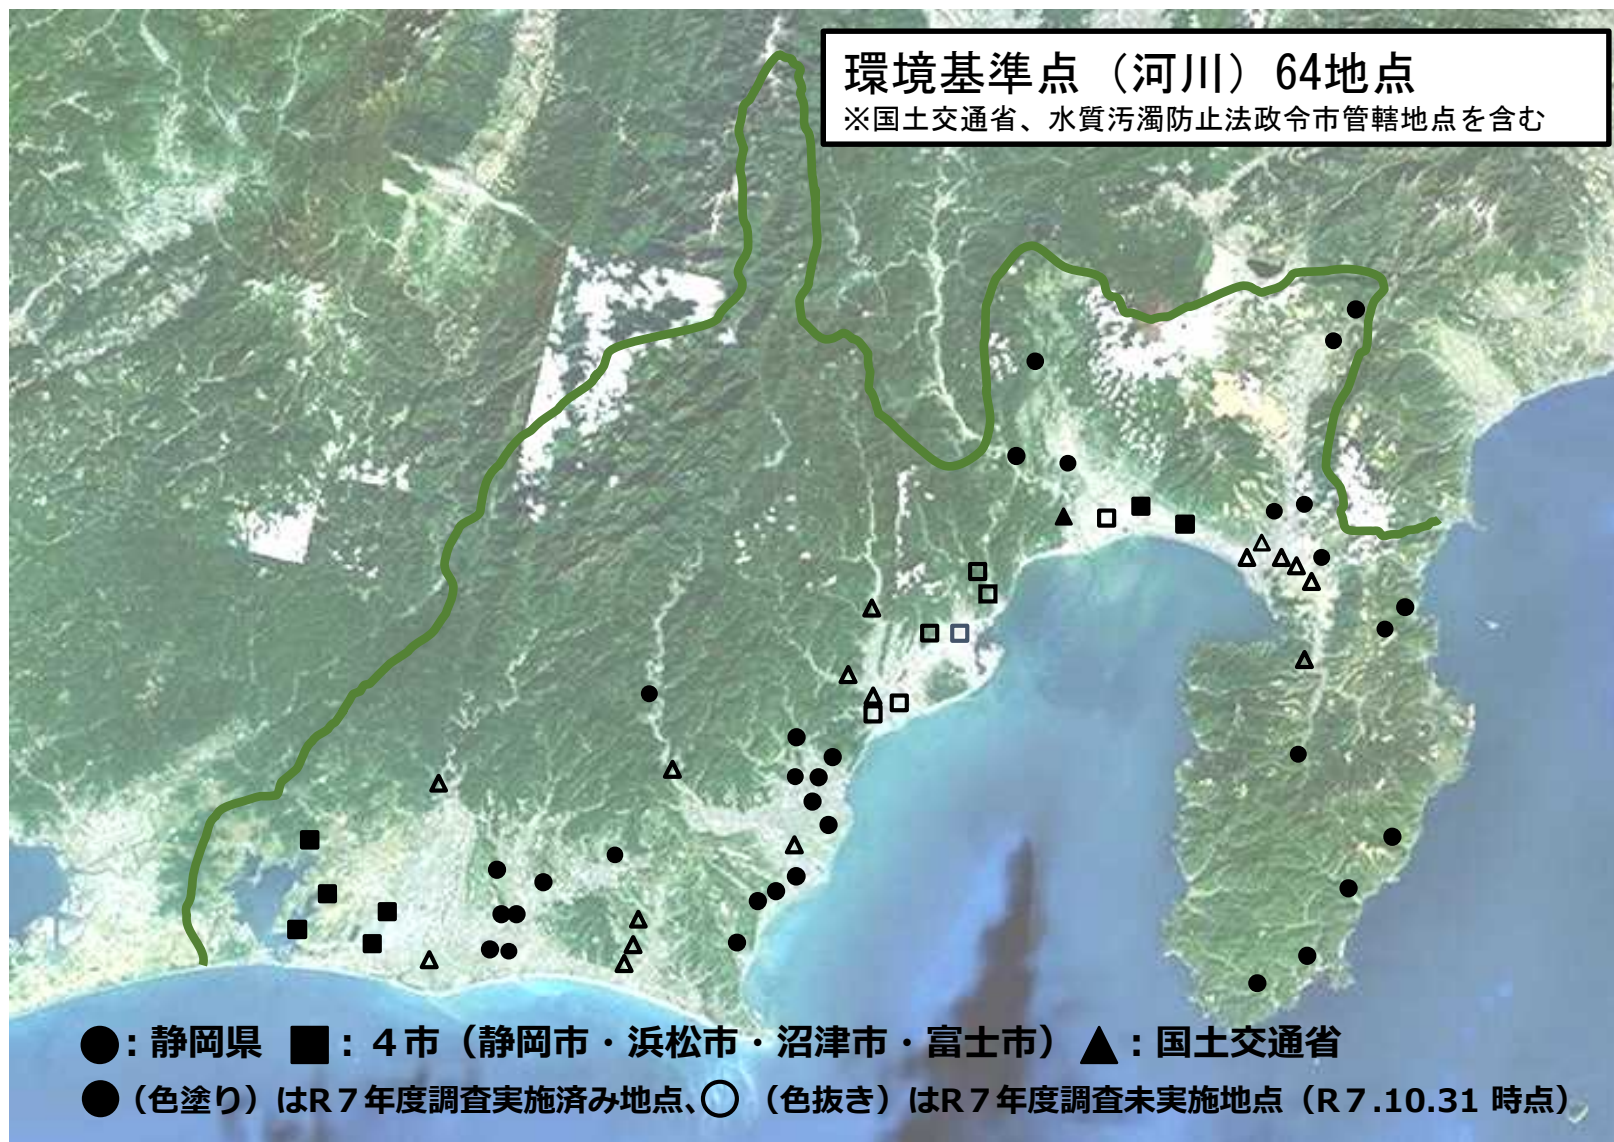 環境基準点（河川）64地点
※国土交通省、水質汚濁防止法政令市管轄地点を含む
●：静岡県 ■：４市（静岡市・浜松市・沼津市・富士市）▲：国土交通省
●（色塗り）はR７年度調査実施済み地点、○（色抜き）はR７年度調査未実施地点（R７.10.31 時点）